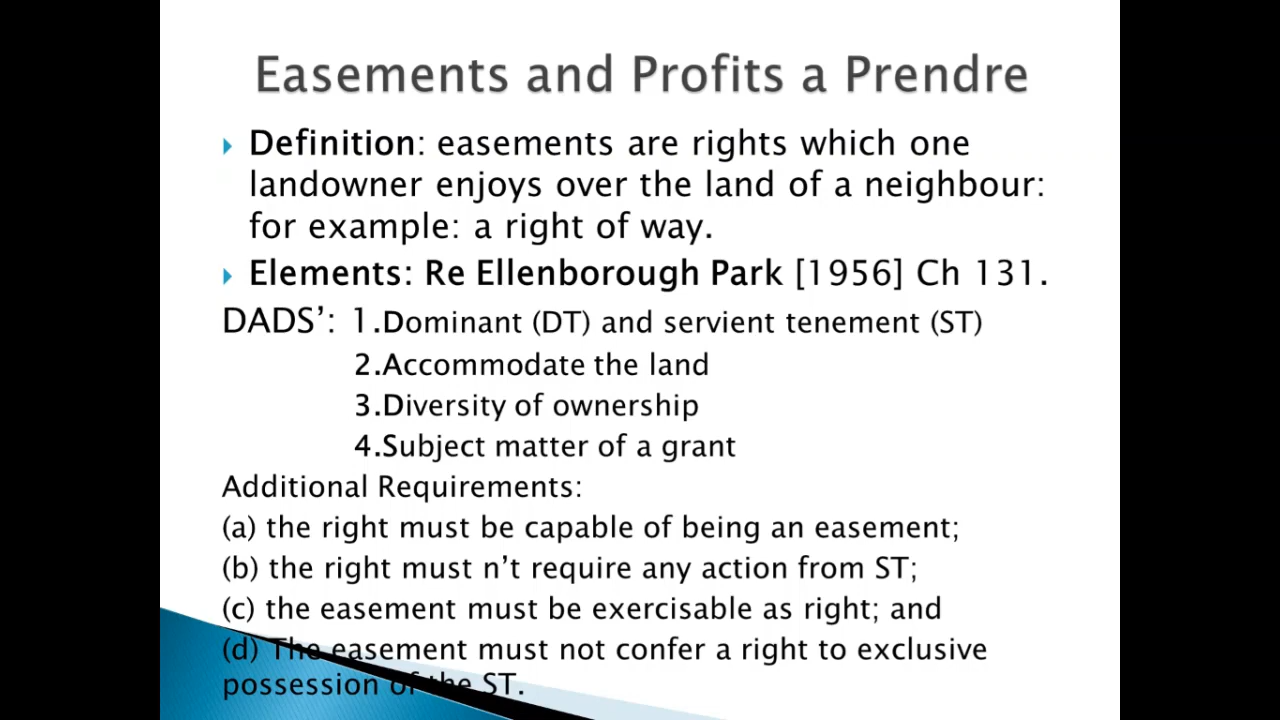 Easements and Profits a Prendre
Definition: easements are rights which one
landowner enjoys over the land of a neighbour:
for example: a right of way.
Elements: Re Ellenborough Park [1956] Ch 131.
DADS’: 1.Dominant (DT) and servient tenement (ST)
2.Accommodate the land
3.Diversity of ownership
4.Subject matter of a grant
Additional Requirements:
(a) the right must be capable of being an easement;
(b) the right must n’t require any action from ST;
(c) the easement must be exercisable as right; and
(d) The easement must not confer a right to exclusive
possession of the ST.